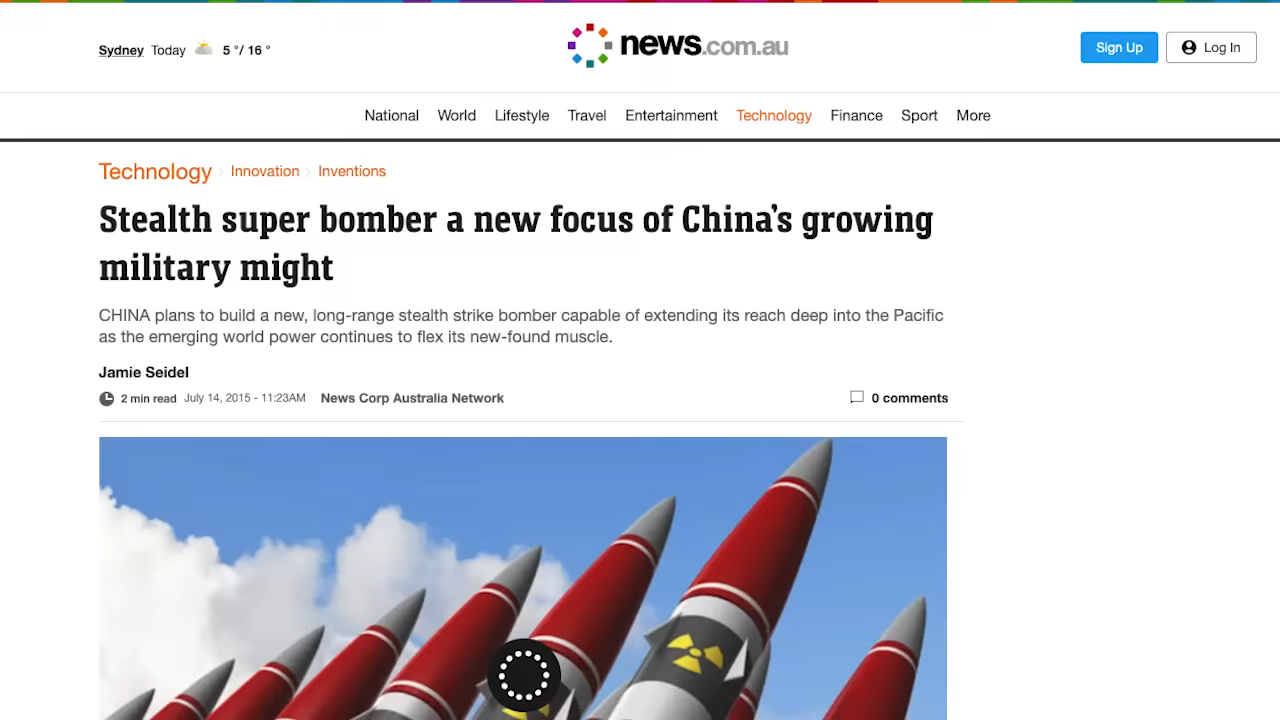 Sydney Today 5 °/ 16 °
news.com.au
Sign Up
Log In
National World Lifestyle Travel Entertainment Technology Finance Sport More
Technology › Innovation › Inventions
Stealth super bomber a new focus of China’s growing
military might
CHINA plans to build a new, long-range stealth strike bomber capable of extending its reach deep into the Pacific
as the emerging world power continues to flex its new-found muscle.
Jamie Seidel
2 min read July 14, 2015 - 11:23AM News Corp Australia Network
0 comments